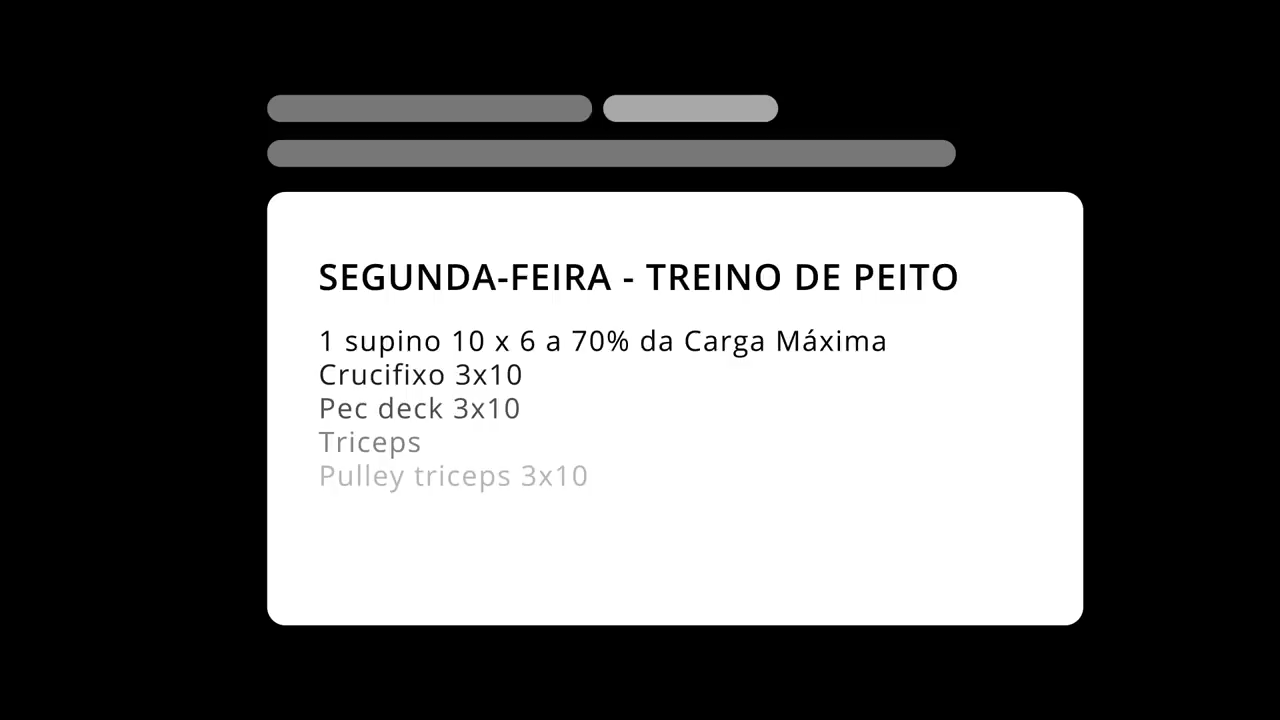 SEGUNDA-FEIRA - TREINO DE PEITO
1 supino 10 x 6 a 70% da Carga Máxima
Crucifixo 3x10
Pec deck 3x10
Triceps
Pulley triceps 3x10